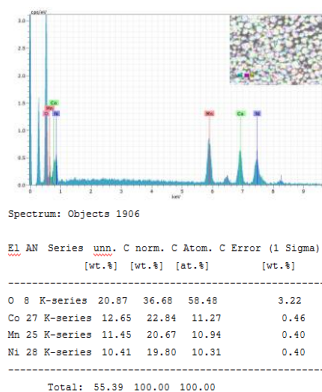 cps/eV
3.0
2.5
2.0
1.5
1.0
0.5
0.0
Co
Mn
O Ni
Mn Co Ni
1 2 3 4 5 6 7 8 9
keV
Spectrum: Objects 1906
El AN Series unn. C norm. C Atom. C Error (1 Sigma)
[wt.%] [wt.%] [at.%] [wt.%]
O 8 K-series 20.87 36.68 58.48 3.22
Co 27 K-series 12.65 22.84 11.27 0.46
Mn 25 K-series 11.45 20.67 10.94 0.40
Ni 28 K-series 10.41 19.80 10.31 0.40
Total: 55.39 100.00 100.00